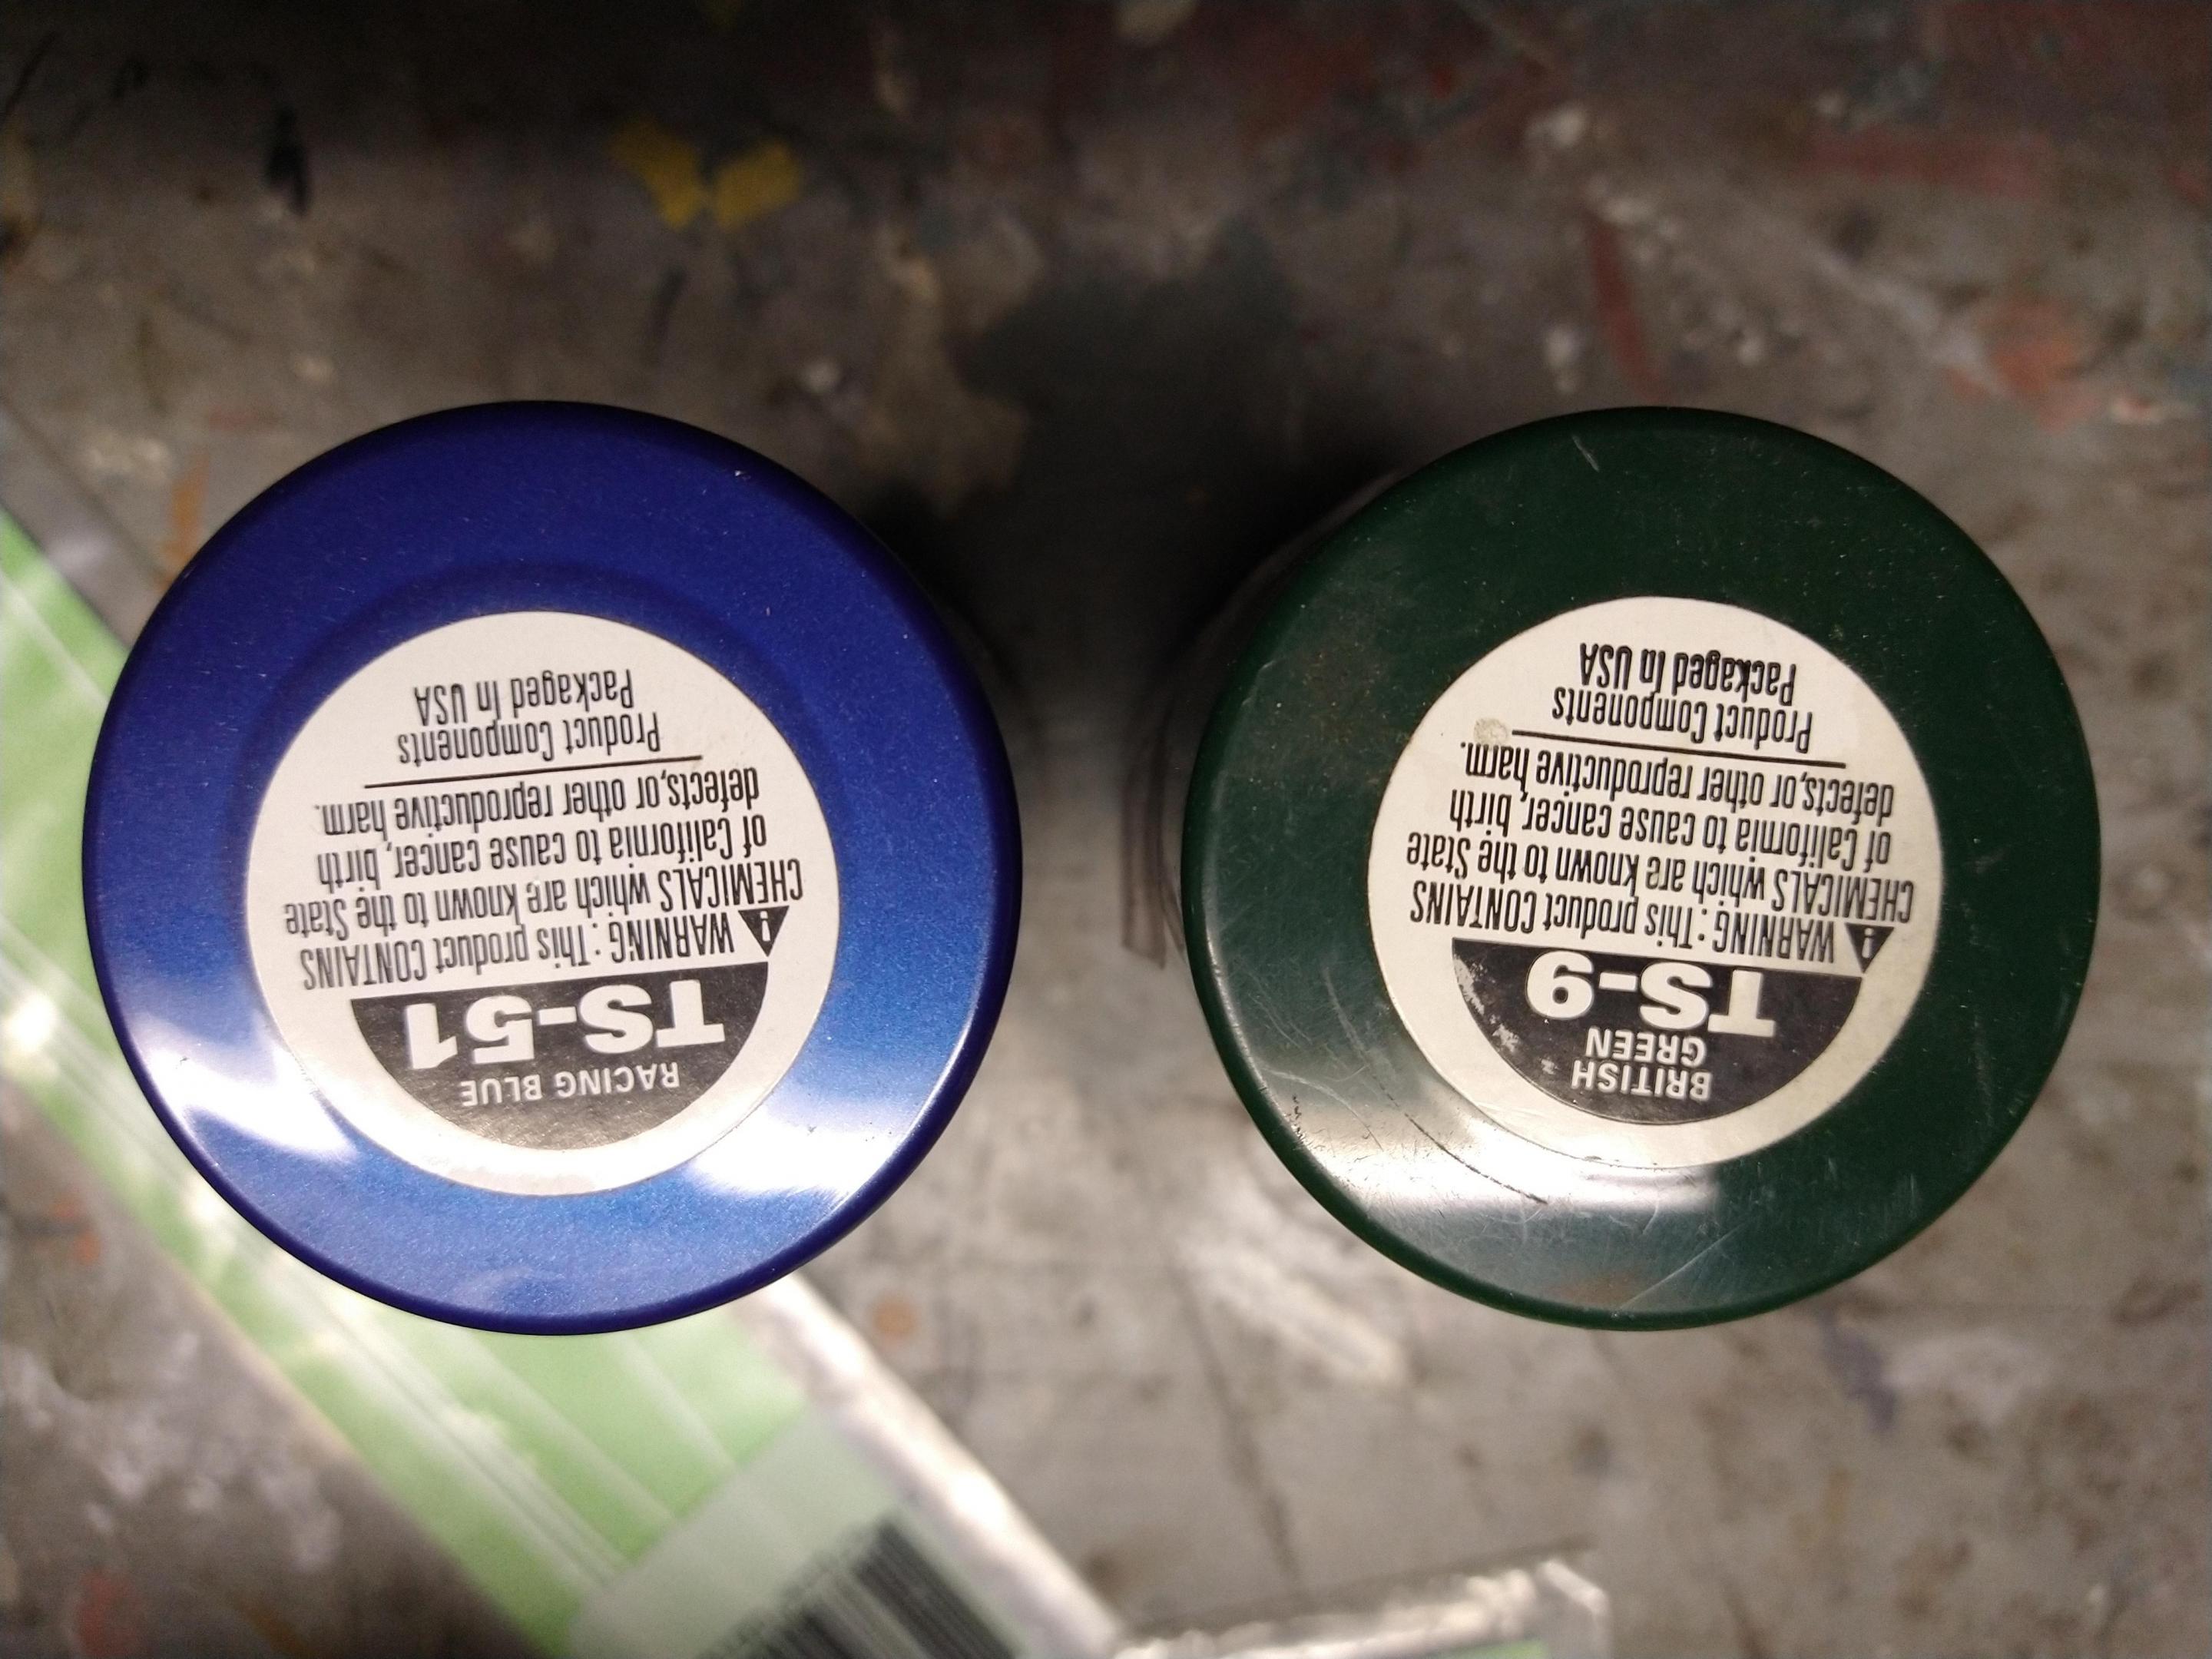 RACING BLUE
TS-51
WARNING : This product CONTAINS
CHEMICALS which are known to the State
of California to cause cancer, birth
defects,or other reproductive harm.
Product Components
Packaged In USA
BRITISH
GREEN
TS-9
WARNING : This product CONTAINS
CHEMICALS which are known to the State
of California to cause cancer, birth
defects,or other reproductive harm.
Product Components
Packaged In USA